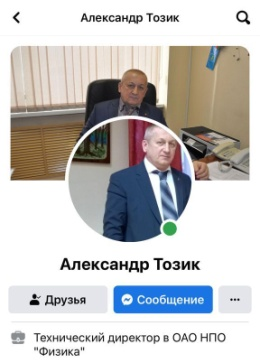 Александр Тозик
Александр Тозик
Друзья
Сообщение
Технический директор в ОАО НПО
"Физика"